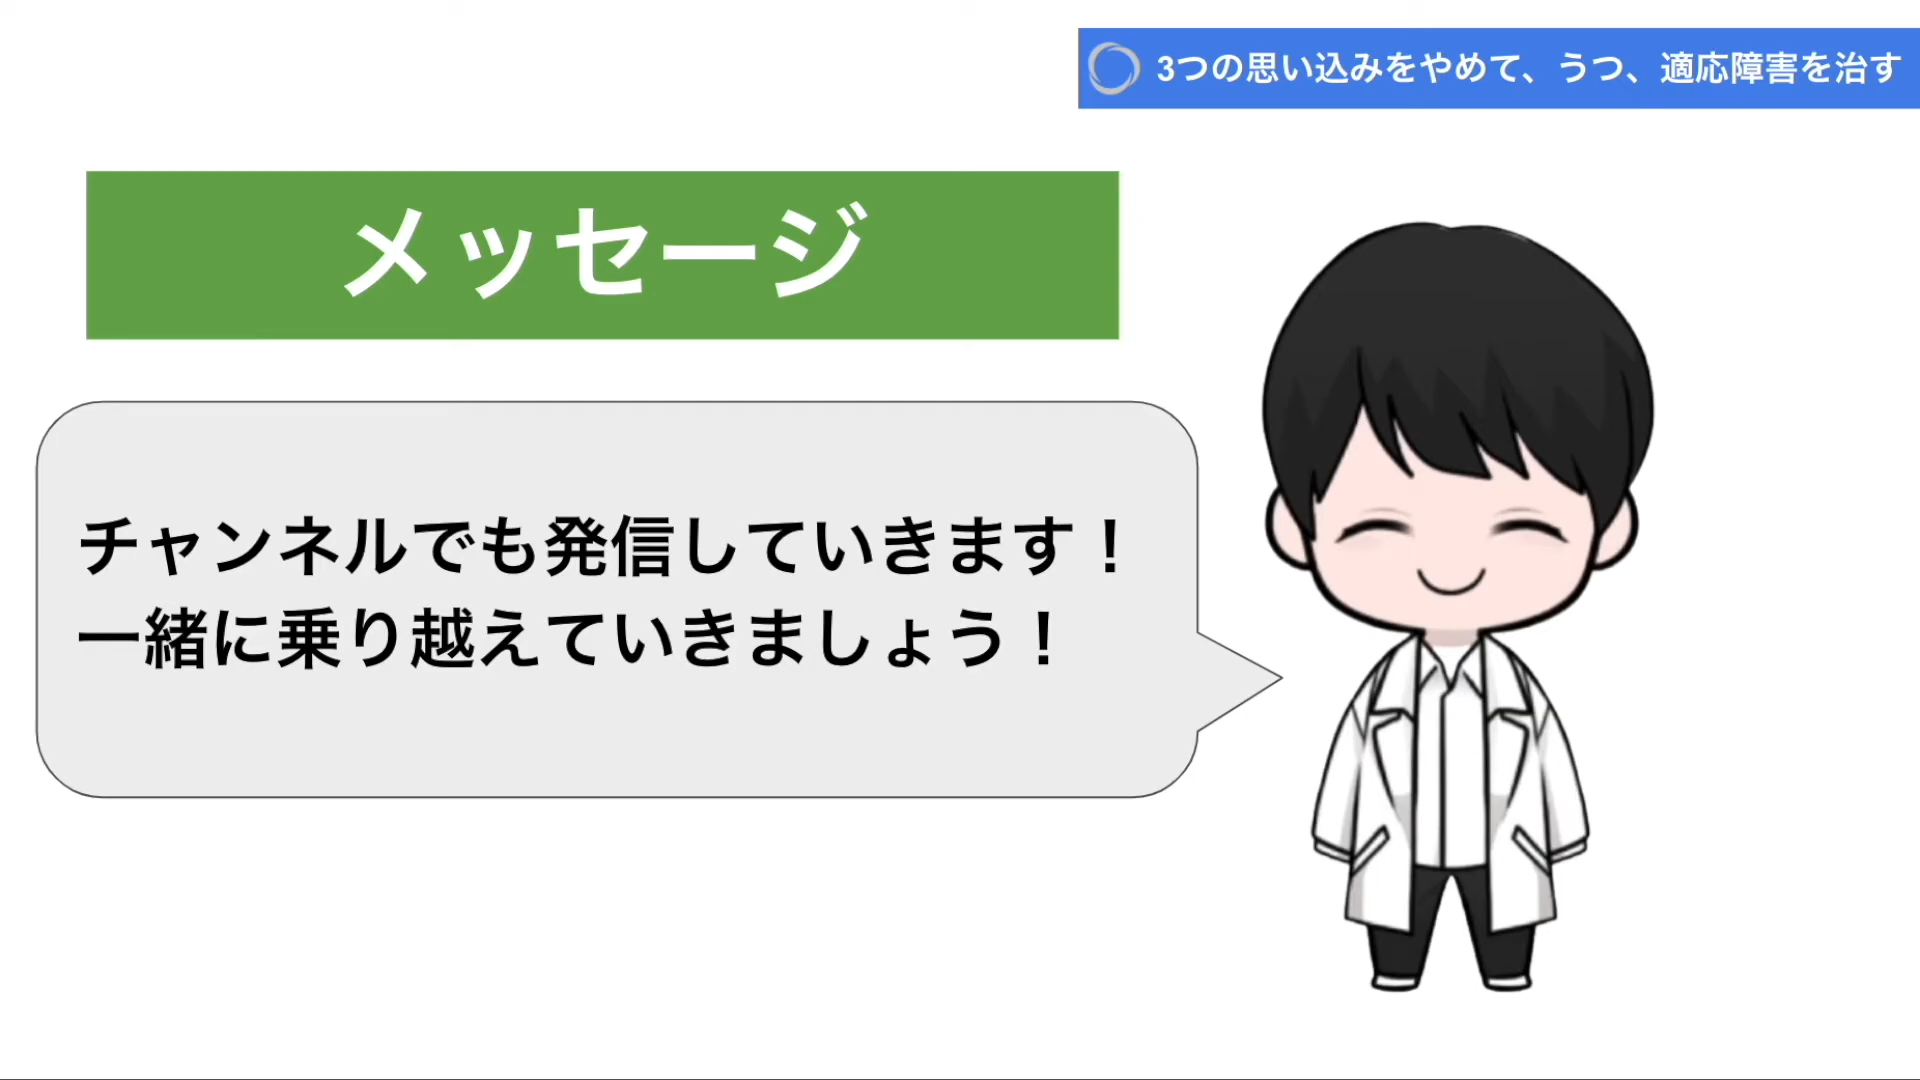 3つの思い込みをやめて、うつ、適応障害を治す
メッセージ
チャンネルでも発信していきます！
一緒に乗り越えていきましょう！